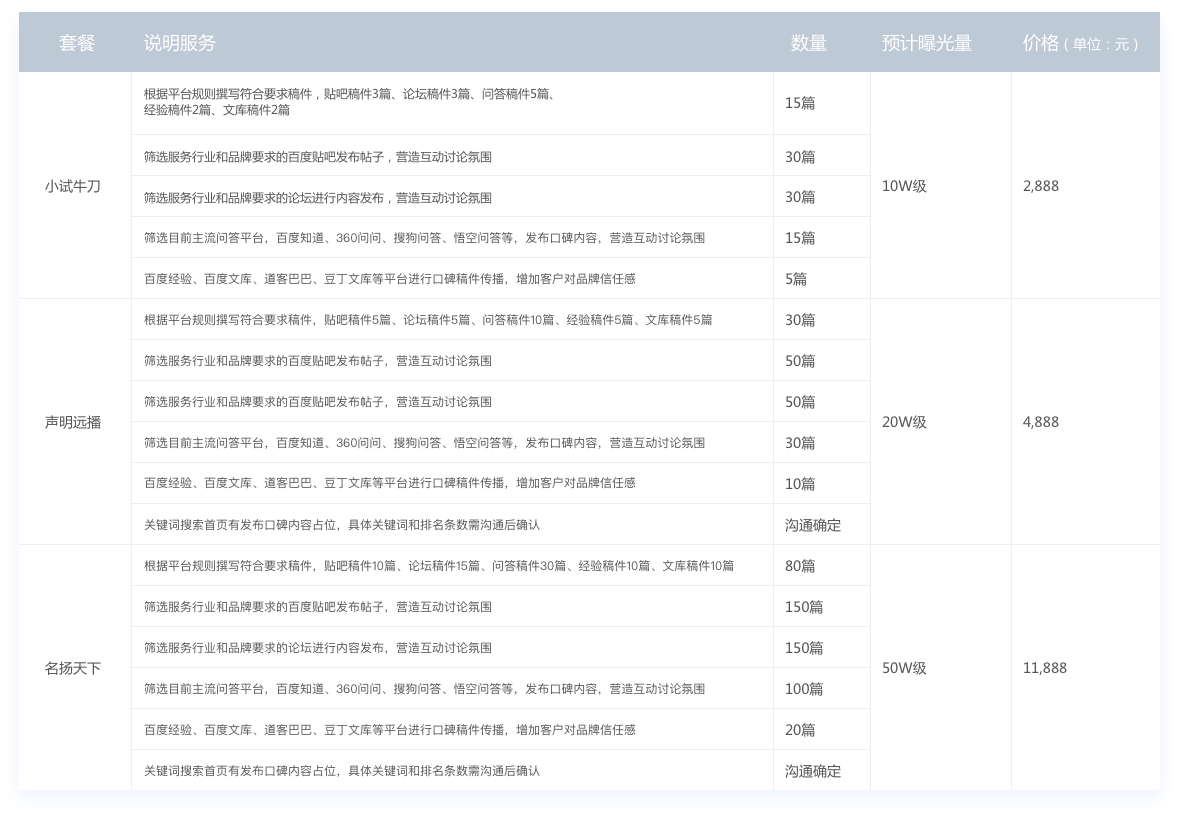 套餐 说明服务 数量 预计曝光量 价格（单位：元）
根据平台规则撰写符合要求稿件，贴吧稿件3篇、论坛稿件3篇、问答稿件5篇、
经验稿件2篇、文库稿件2篇
15篇
筛选服务行业和品牌要求的百度贴吧发布帖子，营造互动讨论氛围 30篇
小试牛刀 10W级 2,888
筛选服务行业和品牌要求的论坛进行内容发布，营造互动讨论氛围 30篇
筛选目前主流问答平台，百度知道、360问问、搜狗问答、悟空问答等，发布口碑内容，营造互动讨论氛围 15篇
百度经验、百度文库、道客巴巴、豆丁文库等平台进行口碑稿件传播，增加客户对品牌信任感 5篇
根据平台规则撰写符合要求稿件，贴吧稿件5篇、论坛稿件5篇、问答稿件10篇、经验稿件5篇、文库稿件5篇 30篇
筛选服务行业和品牌要求的百度贴吧发布帖子，营造互动讨论氛围 50篇
筛选服务行业和品牌要求的百度贴吧发布帖子，营造互动讨论氛围 50篇
声明远播 20W级 4,888
筛选目前主流问答平台，百度知道、360问问、搜狗问答、悟空问答等，发布口碑内容，营造互动讨论氛围 30篇
百度经验、百度文库、道客巴巴、豆丁文库等平台进行口碑稿件传播，增加客户对品牌信任感 10篇
关键词搜索首页有发布口碑内容占位，具体关键词和排名条数需沟通后确认 沟通确定
根据平台规则撰写符合要求稿件，贴吧稿件10篇、论坛稿件15篇、问答稿件30篇、经验稿件10篇、文库稿件10篇 80篇
筛选服务行业和品牌要求的百度贴吧发布帖子，营造互动讨论氛围 150篇
筛选服务行业和品牌要求的论坛进行内容发布，营造互动讨论氛围 150篇
名扬天下 50W级 11,888
筛选目前主流问答平台，百度知道、360问问、搜狗问答、悟空问答等，发布口碑内容，营造互动讨论氛围 100篇
百度经验、百度文库、道客巴巴、豆丁文库等平台进行口碑稿件传播，增加客户对品牌信任感 20篇
关键词搜索首页有发布口碑内容占位，具体关键词和排名条数需沟通后确认 沟通确定